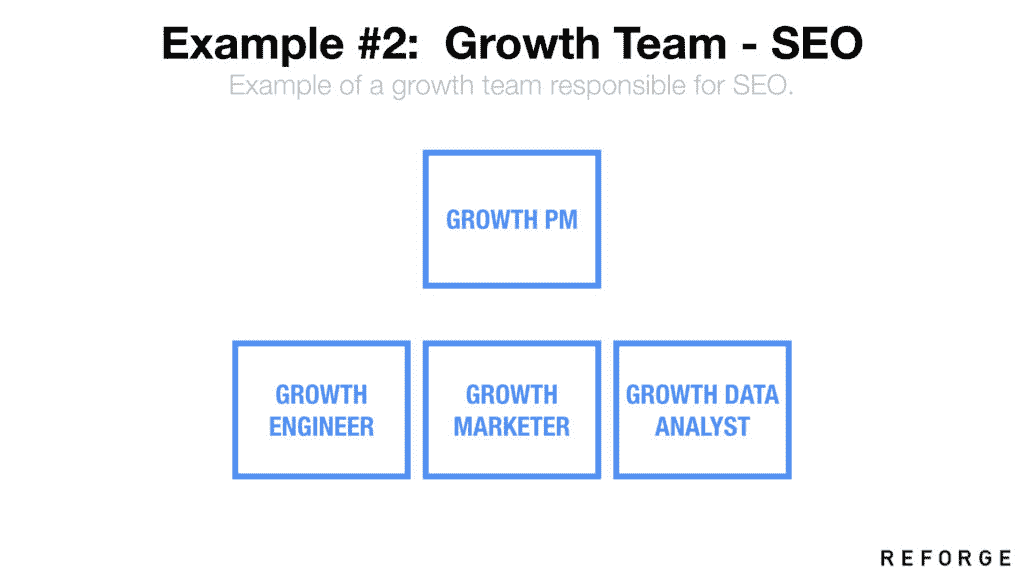 Example #2:  Growth Team - SEO
Example of a growth team responsible for SEO.
GROWTH PM
GROWTH
ENGINEER
GROWTH
MARKETER
GROWTH DATA
ANALYST
REFORGE